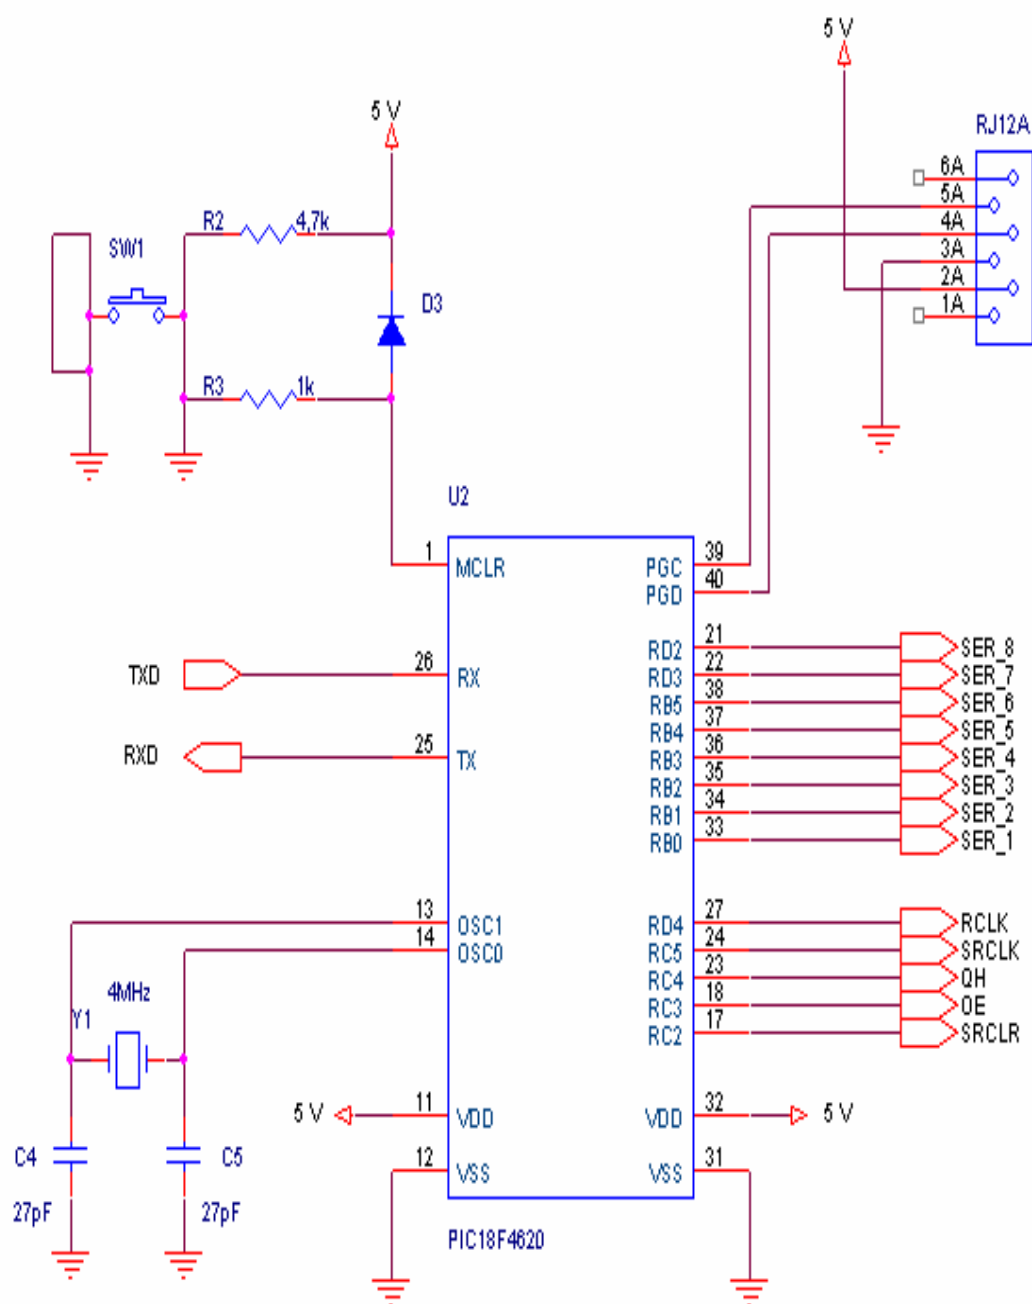 5 V
RJ12A
5 V
6A
5A
R2 4,7k
4A
SW1
3A
2A
D3
1A
R3 1k
U2
1 MCLR PGC 39
PGD 40
RD2 21 SER_8
TXD 26 RX RD3 22 SER_7
RB5 38 SER_6
RB4 37 SER_5
RXD 25 TX RB3 36 SER_4
RB2 35 SER_3
RB1 34 SER_2
RB0 33 SER_1
13 OSC1 RD4 27 RCLK
14 OSC0 RC5 24 SRCLK
4MHz RC4 23 QH
Y1 RC3 18 OE
RC2 17 SRCLR
5 V 11 VDD VDD 32 5 V
C4 C5 12 VSS VSS 31
27pF 27pF
PIC18F4620